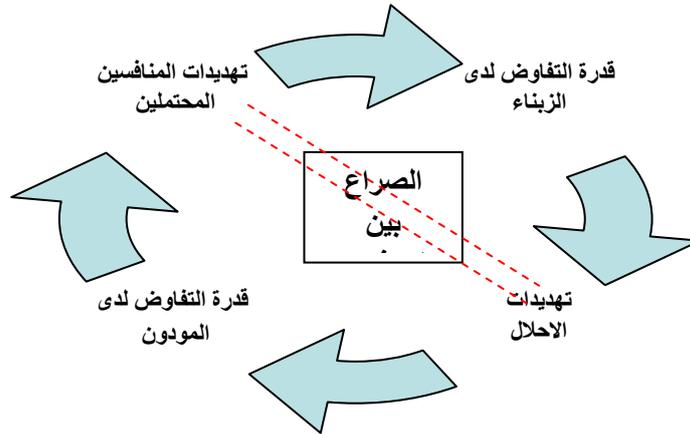 تهديدات المنافسين
المحتملين
قدرة التفاوض لدى
الزبناء
الصراع
بين
قدرة التفاوض لدى
المودون
تهديدات
الاحلال